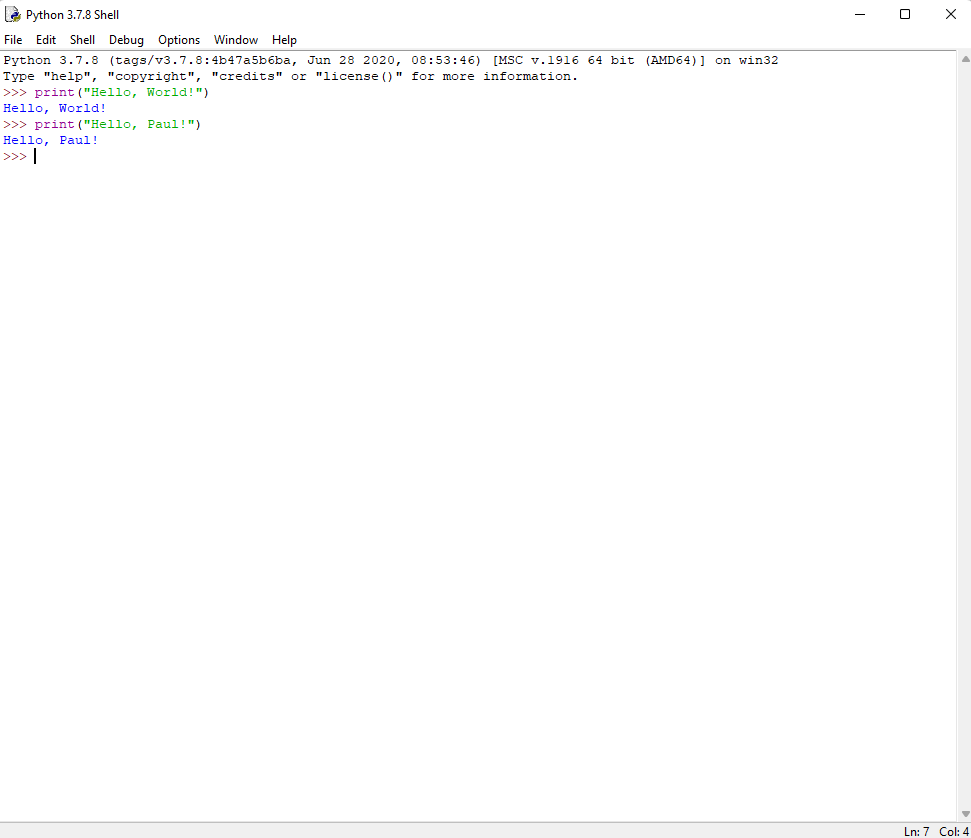 Python 3.7.8 Shell
File Edit Shell Debug Options Window Help
Python 3.7.8 (tags/v3.7.8:4b47a5b6ba, Jun 28 2020, 08:53:46) [MSC v.1916 64 bit (AMD64)] on win32
Type "help", "copyright", "credits" or "license()" for more information.
>>> print("Hello, World!")
Hello, World!
>>> print("Hello, Paul!")
Hello, Paul!
>>>
Ln: 7 Col: 4